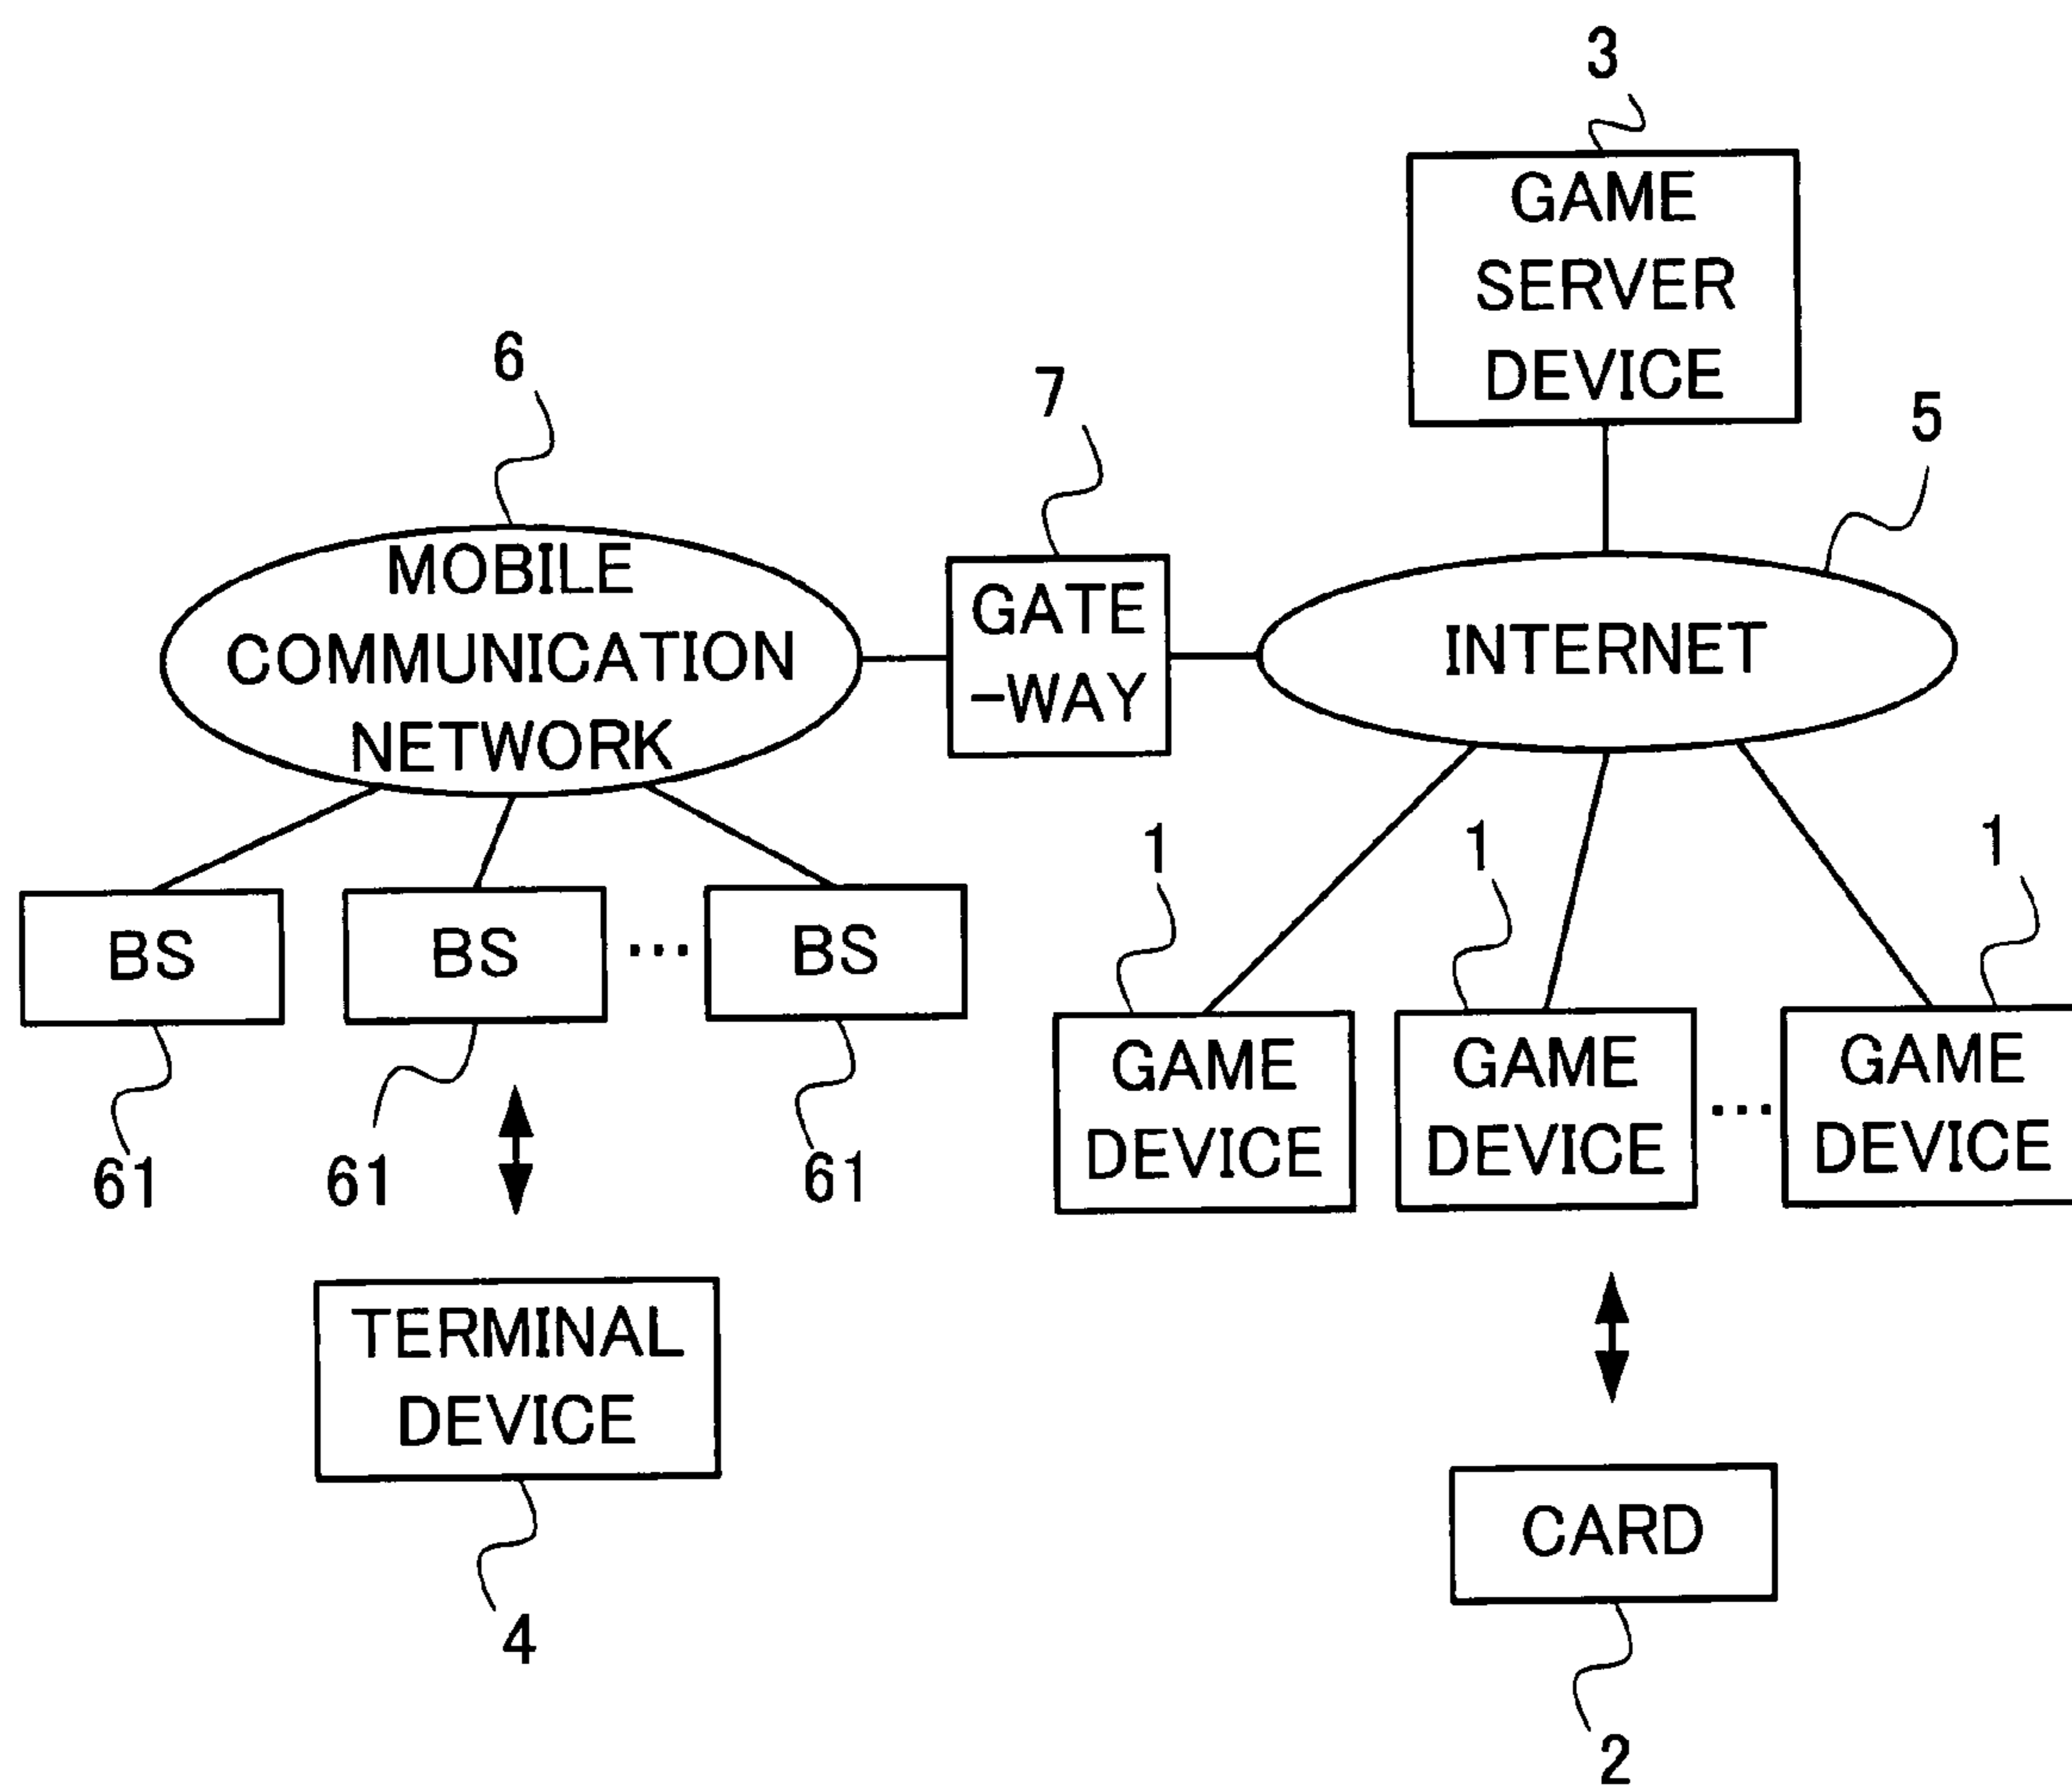 3
GAME
SERVER
DEVICE
6
7
5
MOBILE
COMMUNICATION
NETWORK
GATE
-WAY
INTERNET
1
1
1
BS
BS
...
BS
GAME
DEVICE
GAME
DEVICE
...
GAME
DEVICE
61
61
61
TERMINAL
DEVICE
CARD
4
2